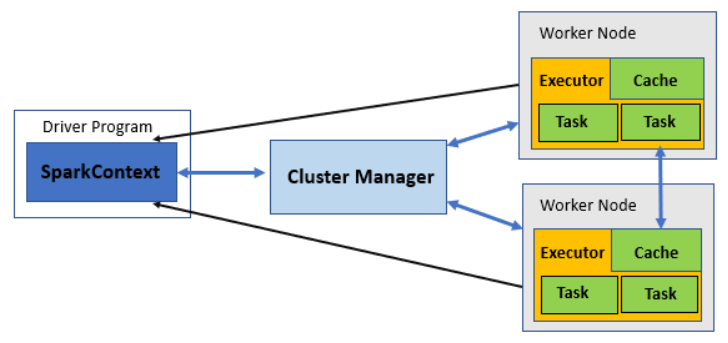 Driver Program
SparkContext
Cluster Manager
Worker Node
Executor
Cache
Task
Task
Worker Node
Executor
Cache
Task
Task